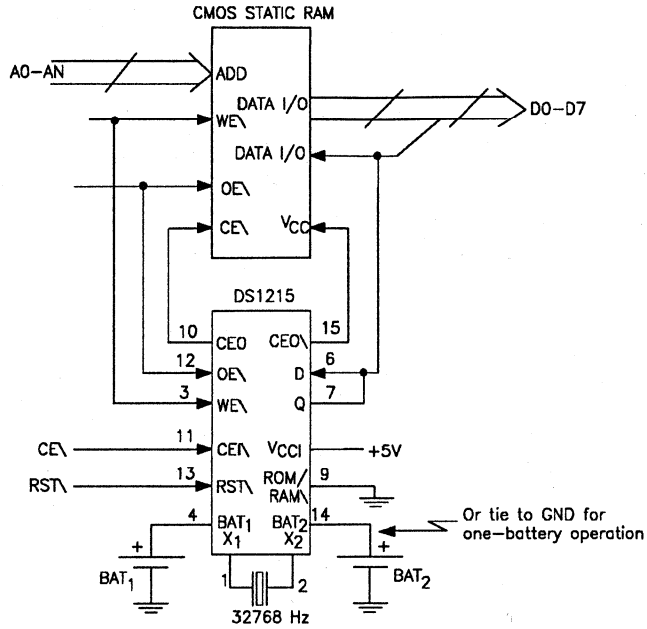 CMOS STATIC RAM
A0-AN
ADD
DATA I/O
D0-D7
WE\
DATA I/O
OE\
CE\
VCC
DS1215
10
CEO
CEO\
15
12
OE\
D
6
3
WE\
Q
7
CE\
11
CEI\
VCCI
+5V
RST\
13
RST\
ROM/
RAM\
9
4
BAT1
BAT2
14
X1
X2
Or tie to GND for
one-battery operation
+
BAT1
+
BAT2
1
2
32768 Hz